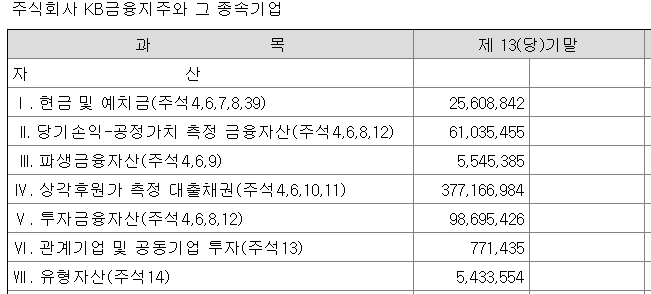 주식회사 KB금융지주와 그 종속기업
과 목 제 13(당)기말
자 산
Ⅰ. 현금 및 예치금(주석4,6,7,8,39) 25,608,842
Ⅱ. 당기손익-공정가치 측정 금융자산(주석4,6,8,12) 61,035,455
Ⅲ. 파생금융자산(주석4,6,9) 5,545,385
Ⅳ. 상각후원가 측정 대출채권(주석4,6,10,11) 377,166,984
Ⅴ. 투자금융자산(주석4,6,8,12) 98,695,426
Ⅵ. 관계기업 및 공동기업 투자(주석13) 771,435
Ⅶ. 유형자산(주석14) 5,433,554